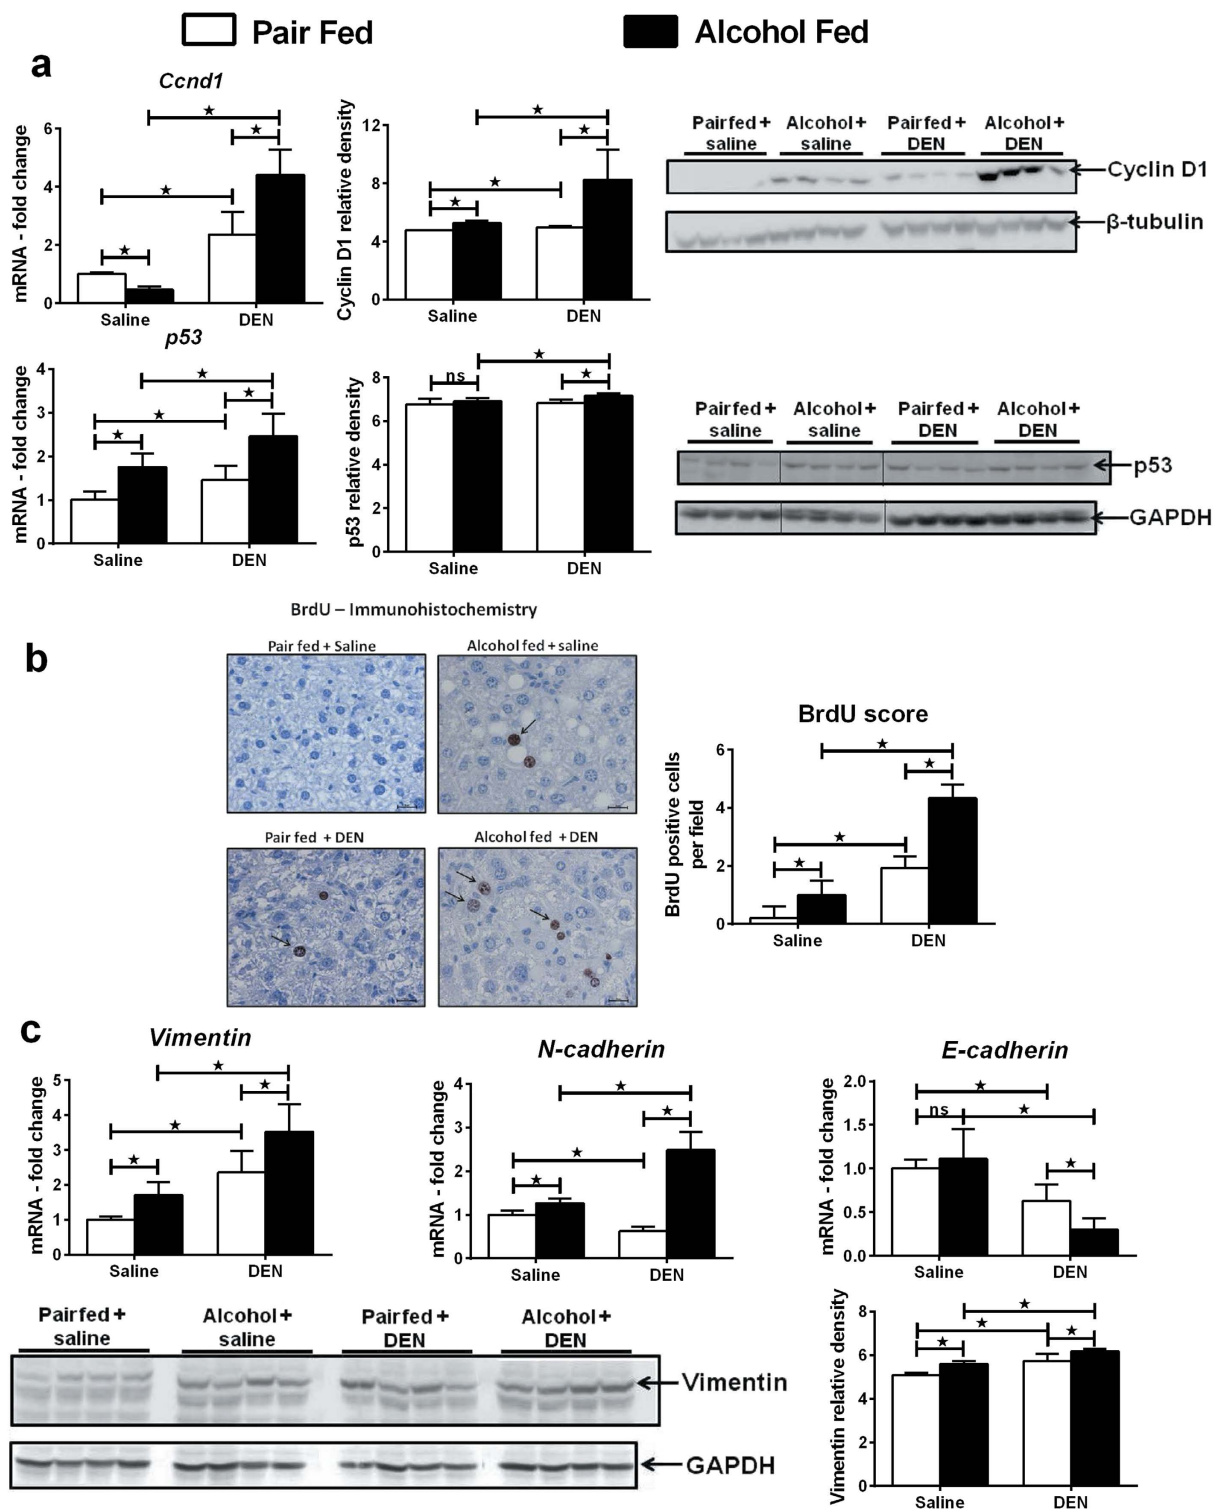 Pair Fed
Alcohol Fed
a
Ccnd1
mRNA - fold change
6
4
2
0
★
★
★
★
Saline
DEN
Cyclin D1 relative density
12
8
4
0
★
★
★
★
Saline
DEN
Pairfed + saline
Alcohol + saline
Pairfed + DEN
Alcohol + DEN
Cyclin D1
β-tubulin
p53
mRNA - fold change
4
3
2
1
0
★
★
★
★
Saline
DEN
p53 relative density
8
6
4
2
0
ns
★
★
Saline
DEN
Pairfed + saline
Alcohol + saline
Pairfed + DEN
Alcohol + DEN
p53
GAPDH
BrdU – Immunohistochemistry
b
Pair fed + Saline
Alcohol fed + saline
Pair fed + DEN
Alcohol fed + DEN
BrdU score
BrdU positive cells
per field
6
4
2
0
★
★
★
★
Saline
DEN
c
Vimentin
mRNA - fold change
5
4
3
2
1
0
★
★
★
★
Saline
DEN
N-cadherin
mRNA - fold change
4
3
2
1
0
★
★
★
★
Saline
DEN
E-cadherin
mRNA - fold change
2.0
1.5
1.0
0.5
0.0
★
ns
★
★
Saline
DEN
Pairfed + saline
Alcohol + saline
Pairfed + DEN
Alcohol + DEN
Vimentin
GAPDH
Vimentin relative density
8
6
4
2
0
★
★
★
★
Saline
DEN